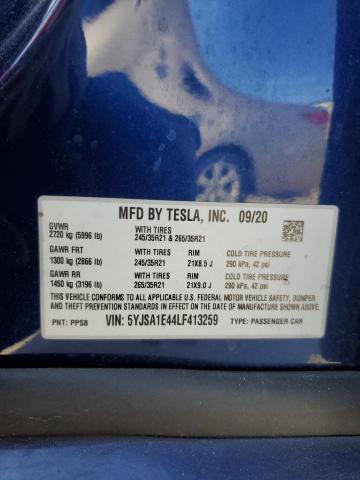 MFD BY TESLA, INC. 09/20
GVWR WITH TIRES
2720 kg (5996 lb) 245/35R21 & 265/35R21
GAWR FRT WITH TIRES RIM COLD TIRE PRESSURE
1300 kg (2866 lb) 245/35R21 21X8.5 J 290 kPa, 42 psi
GAWR RR WITH TIRES RIM COLD TIRE PRESSURE
1450 kg (3196 lb) 265/35R21 21X9.0 J 290 kPa, 42 psi
THIS VEHICLE CONFORMS TO ALL APPLICABLE U.S. FEDERAL MOTOR VEHICLE SAFETY, BUMPER
AND THEFT PREVENTION STANDARDS IN EFFECT ON THE DATE OF MANUFACTURE SHOWN ABOVE.
PNT: PPSB VIN: 5YJSA1E44LF413259 TYPE: PASSENGER CAR